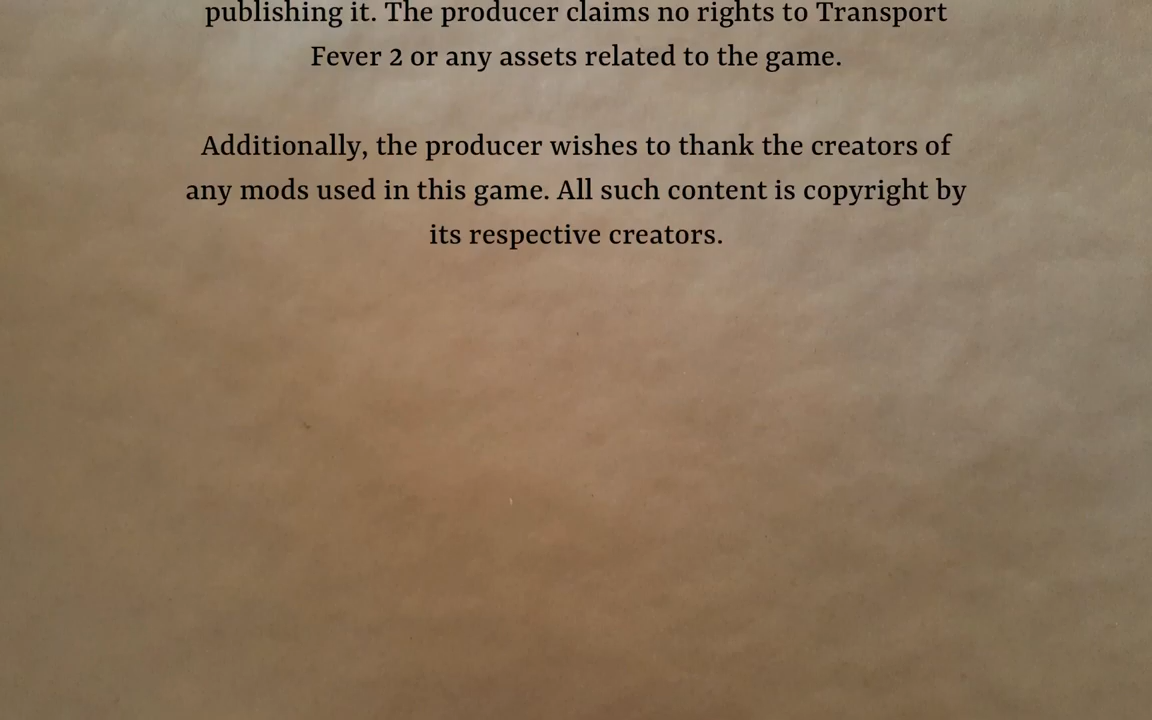 publishing it. The producer claims no rights to Transport
Fever 2 or any assets related to the game.
Additionally, the producer wishes to thank the creators of
any mods used in this game. All such content is copyright by
its respective creators.